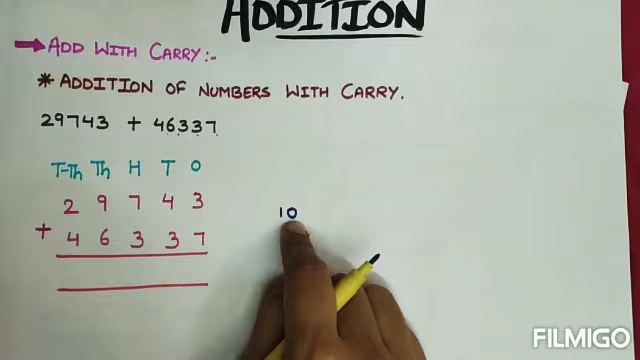 ADDITION
→ ADD WITH CARRY:-
* ADDITION OF NUMBERS WITH CARRY.
29743 + 46337
T-Th Th H T O
2 9 7 4 3
+ 4 6 3 3 7
10
FILMIGO